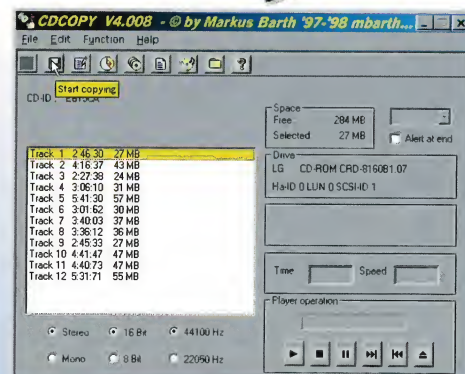 CDCOPY V4.008 - © by Markus Barth '97-'98 mbarth...
File Edit Function Help
Start copying
CD-ID:
Track 1 2:46:30 27 MB
Track 2 4:16:37 43 MB
Track 3 2:27:38 24 MB
Track 4 3:06:10 31 MB
Track 5 5:41:30 57 MB
Track 6 3:01:62 30 MB
Track 7 3:40:03 37 MB
Track 8 3:36:12 36 MB
Track 9 2:45:33 27 MB
Track 10 4:41:47 47 MB
Track 11 4:40:73 47 MB
Track 12 5:31:71 55 MB
Stereo 16 Bit 44100 Hz
Mono 8 Bit 22050 Hz
Space
Free 284 MB
Selected 27 MB
Alert at end
Drive
LG CD-ROM CRD-8160B1.07
Ha-ID 0 LUN 0 SCSI-ID 1
Time Speed
Player operation